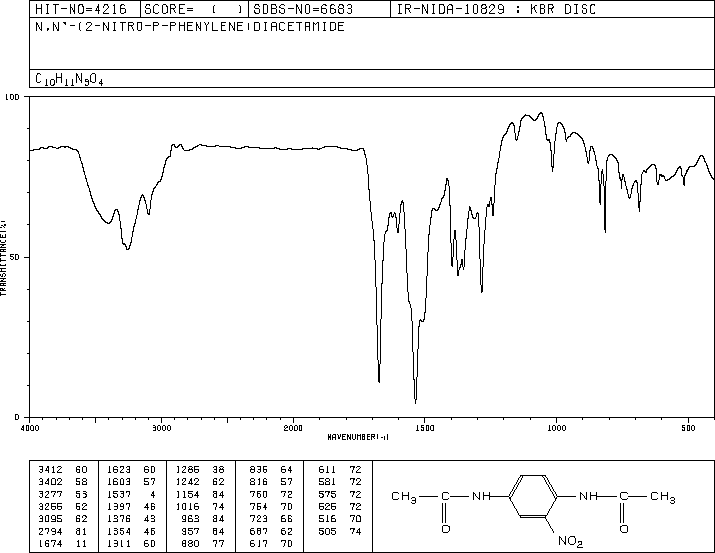 HIT-NO=4216 SCORE= ( ) SDBS-NO=6683 IR-NIDA-10829 : KBR DISC
N,N'-(2-NITRO-P-PHENYLENE)DIACETAMIDE
C10H11N3O4
100
50
0
TRANSMITTANCE(%)
4000 3000 2000 1500 1000 500
WAVENUMBER(-1)
3412 60 1623 60 1286 38 836 64 611 72
3402 58 1603 57 1242 62 816 57 581 72
3277 53 1537 4 1154 84 760 72 575 72
3256 52 1397 46 1016 74 754 70 526 72
3095 62 1376 43 963 84 723 66 516 70
2794 81 1354 46 957 84 687 62 505 74
1674 11 1311 60 880 77 617 70
CH3 C NH NH C CH3
O NO2 O